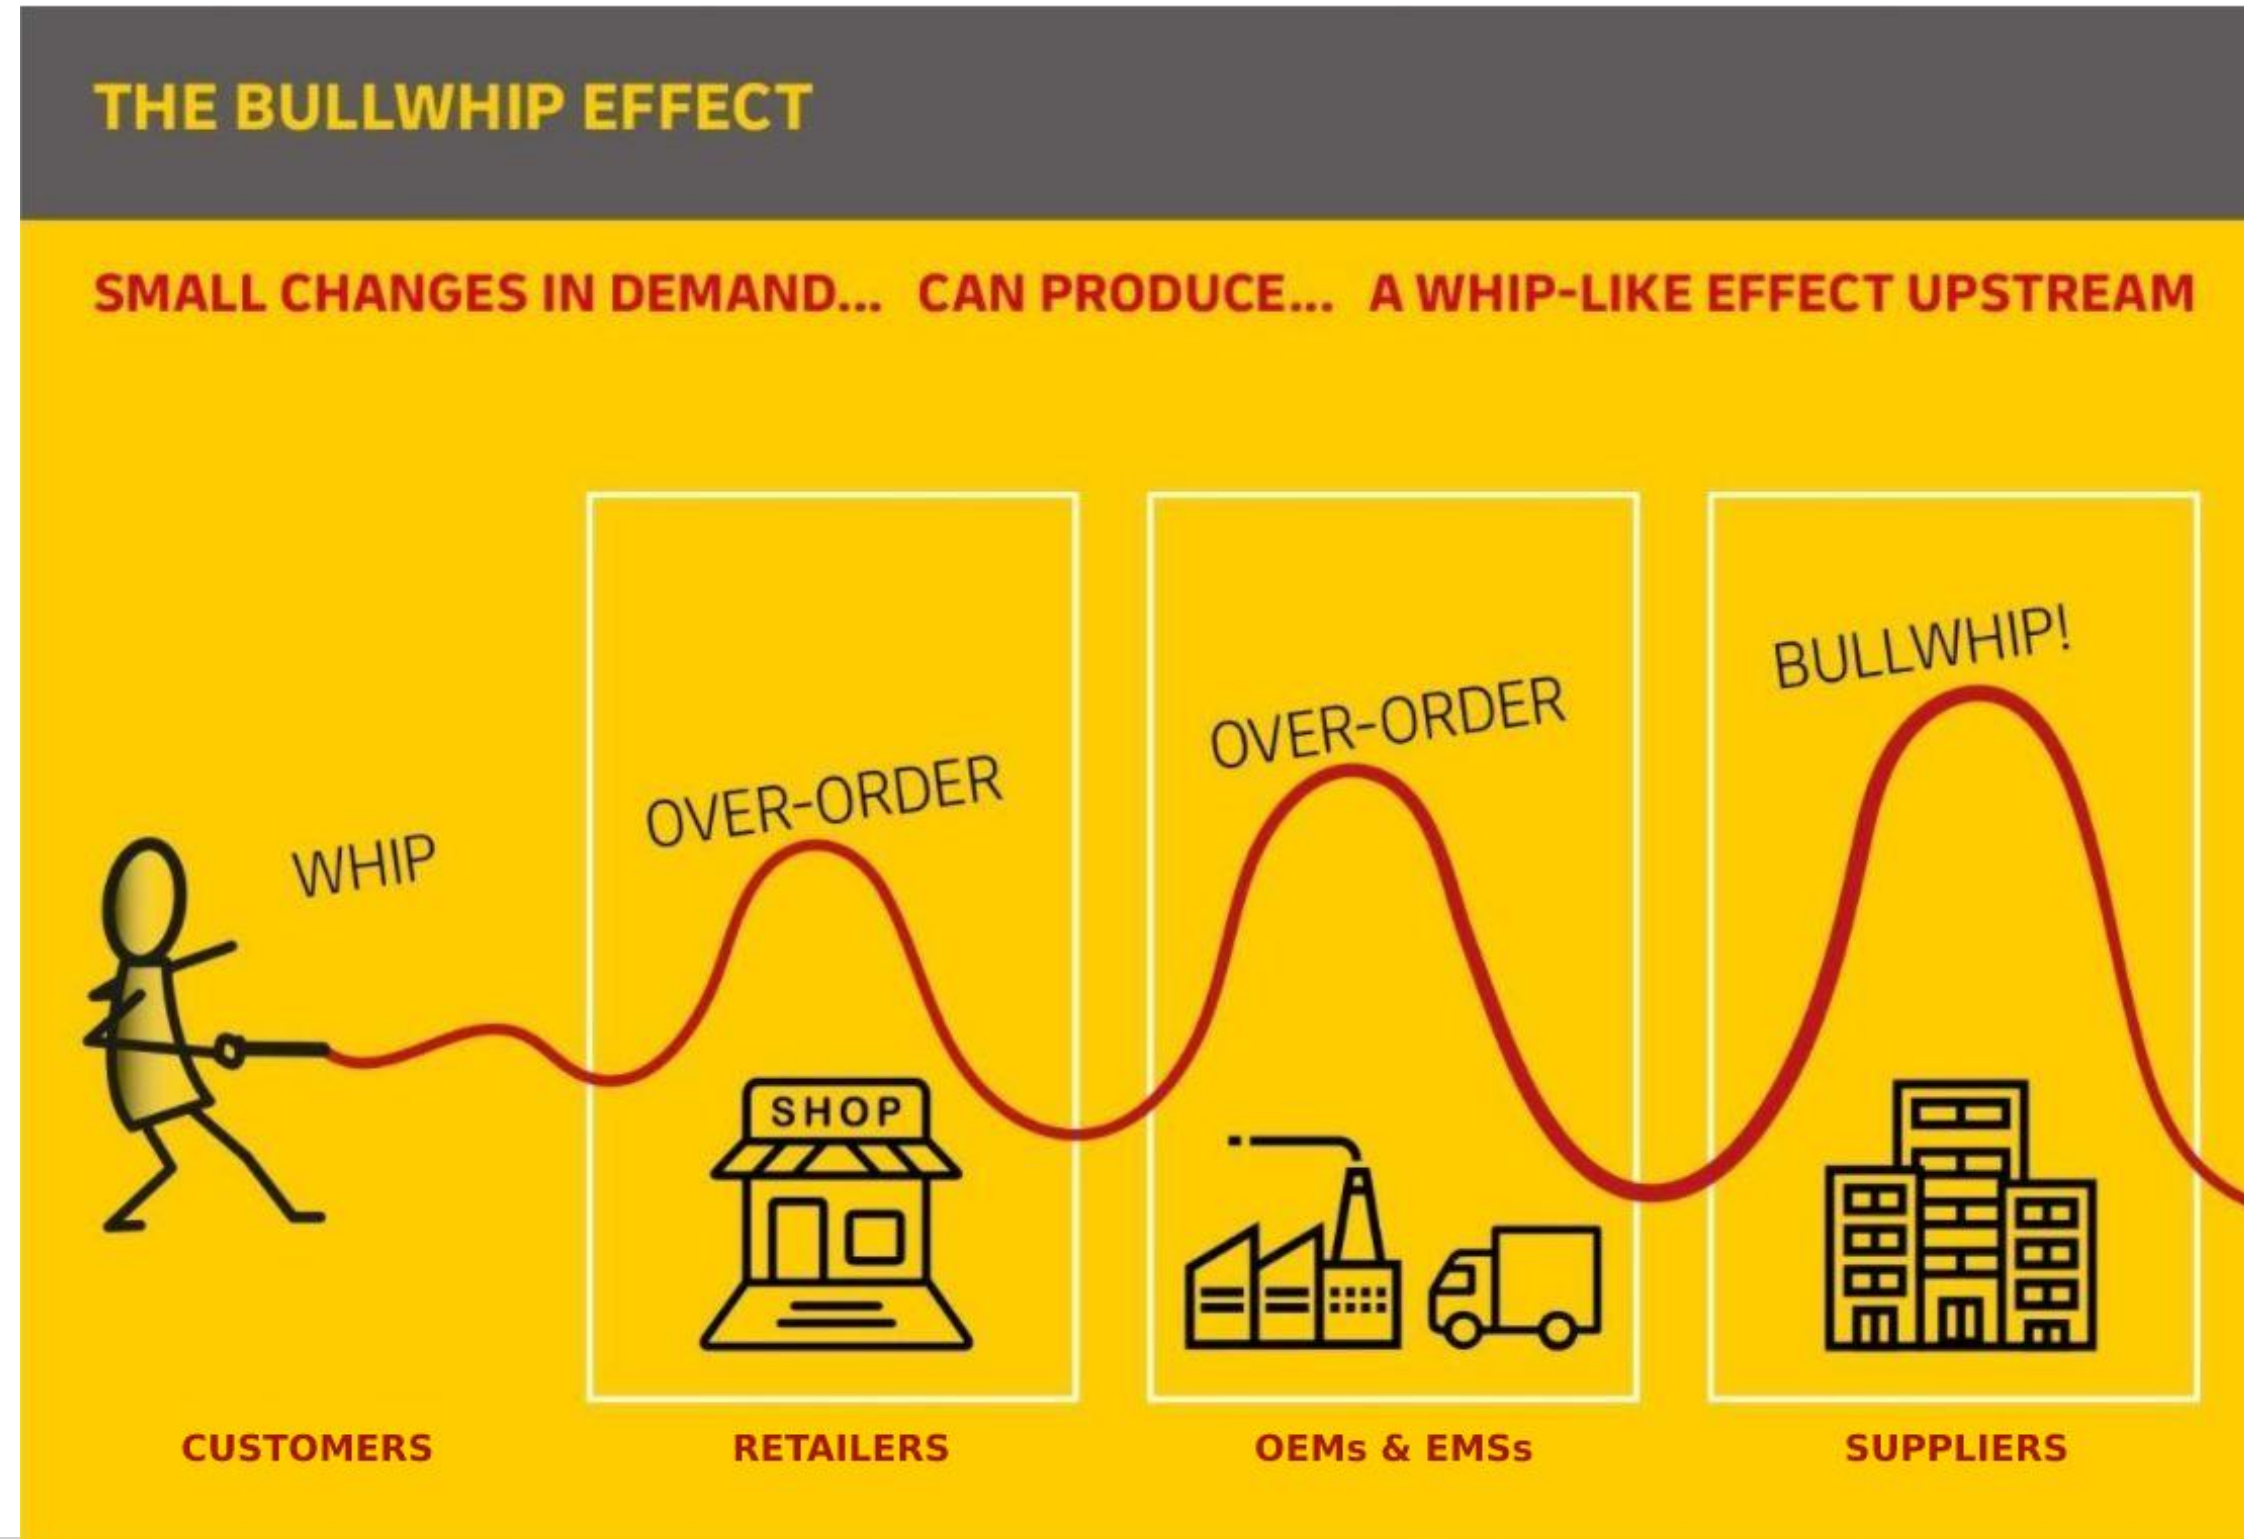 THE BULLWHIP EFFECT
SMALL CHANGES IN DEMAND... CAN PRODUCE... A WHIP-LIKE EFFECT UPSTREAM
WHIP
OVER-ORDER
OVER-ORDER
BULLWHIP!
SHOP
CUSTOMERS
RETAILERS
OEMs & EMSs
SUPPLIERS